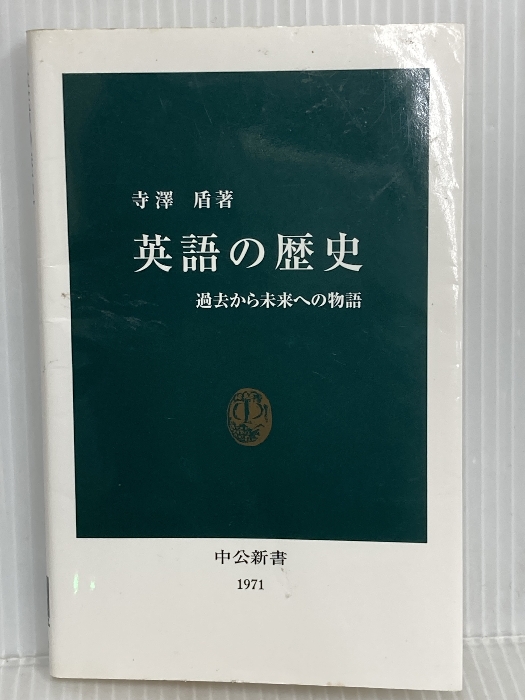 寺澤 盾著
英語の歴史
過去から未来への物語
中公新書
1971